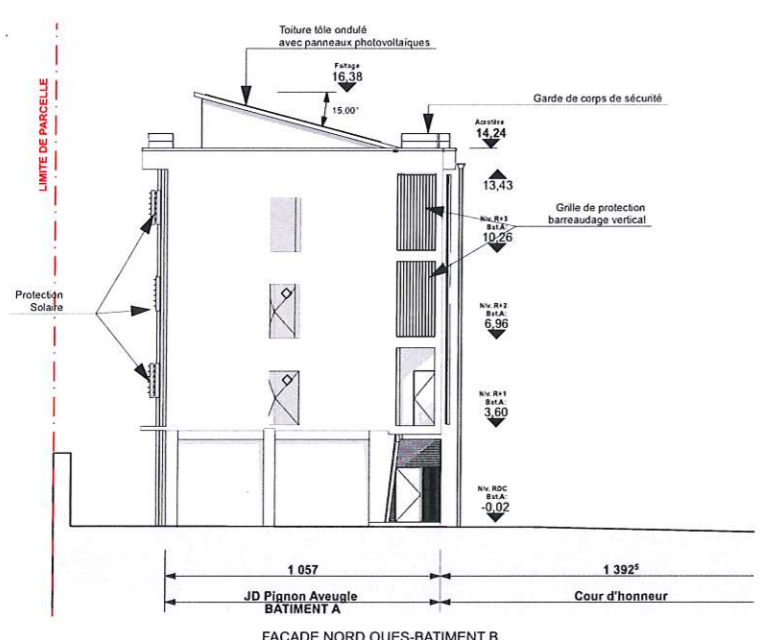 Toiture tôle ondulé
avec panneaux photovoltaïques
Faitage
16,38
15.00°
Garde de corps de sécurité
Acrotère
14,24
LIMITE DE PARCELLE
13,43
Grille de protection
barreaudage vertical
Niv. R+3
Bat.A:
10,26
Protection
Solaire
Niv. R+2
Bat.A:
6,96
Niv. R+1
Bat.A:
3,60
Niv. RDC
Bat.A:
-0,02
1 057
1 392⁵
JD Pignon Aveugle
BATIMENT A
Cour d'honneur
FACADE NORD OUES-BATIMENT B